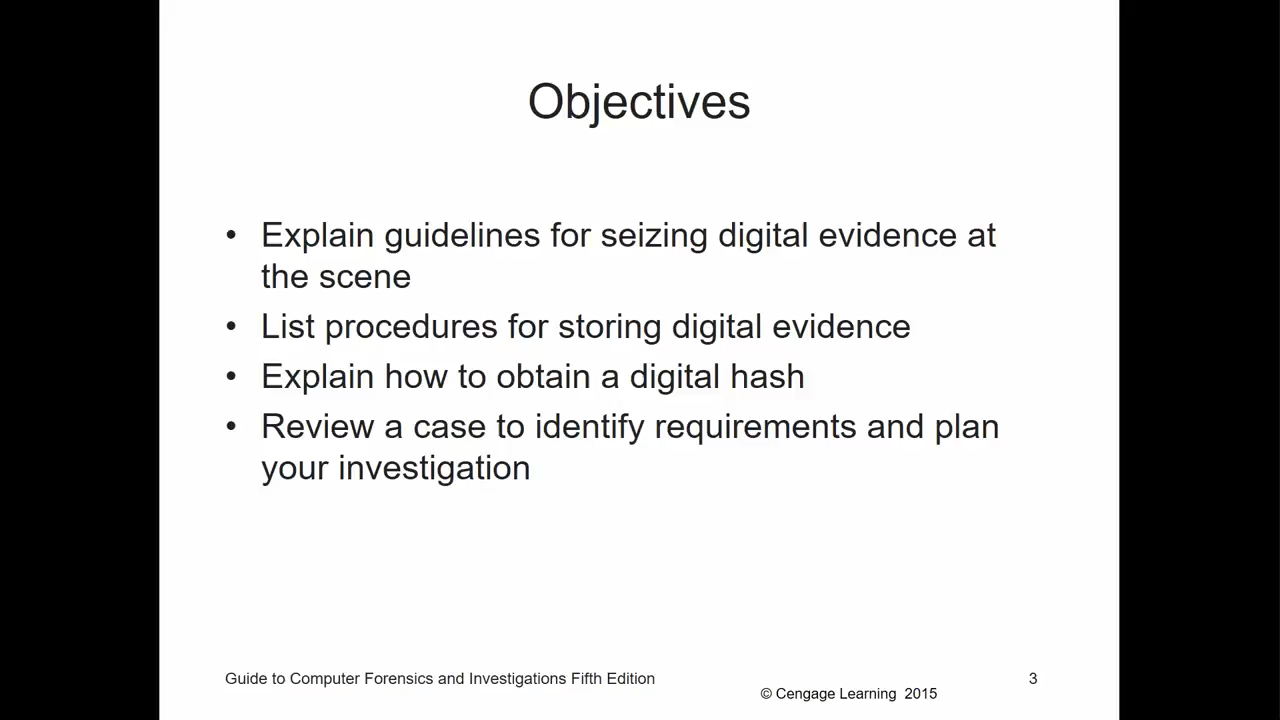 Objectives
• Explain guidelines for seizing digital evidence at
the scene
• List procedures for storing digital evidence
• Explain how to obtain a digital hash
• Review a case to identify requirements and plan
your investigation
Guide to Computer Forensics and Investigations Fifth Edition
3
© Cengage Learning 2015